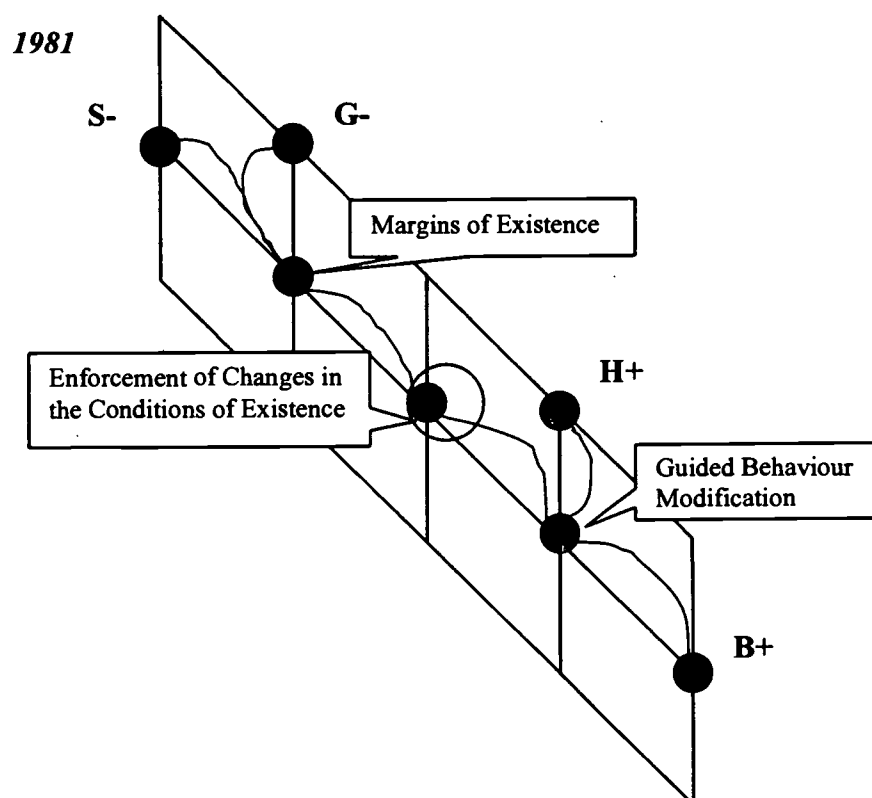 1981
S-
G-
Margins of Existence
Enforcement of Changes in
the Conditions of Existence
H+
Guided Behaviour
Modification
B+